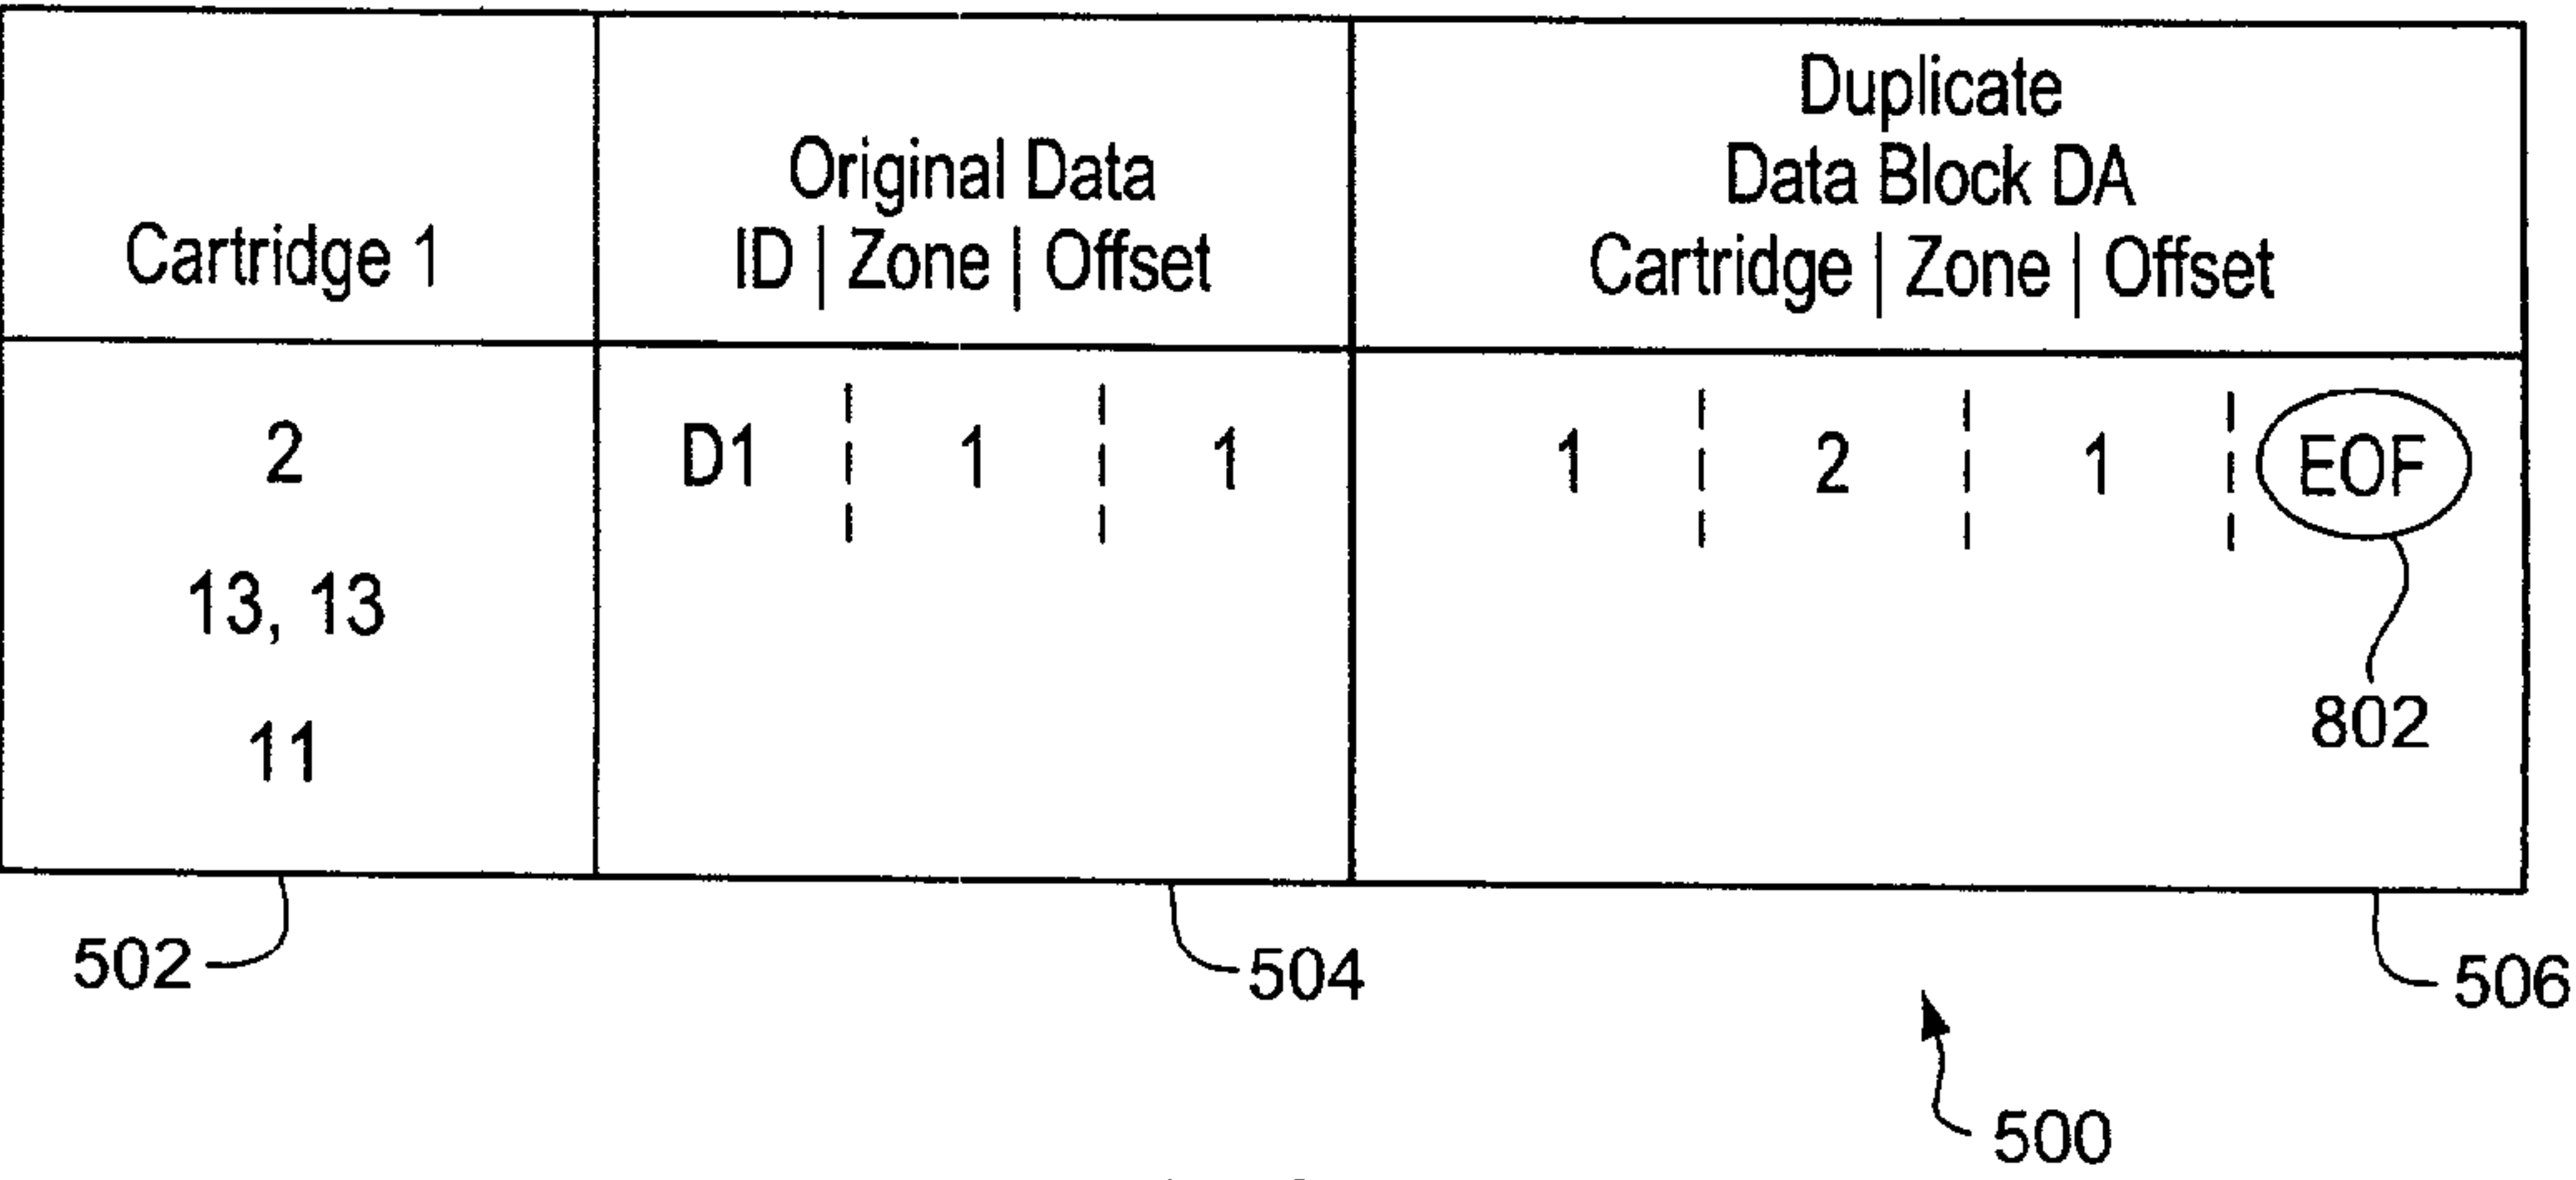 Cartridge 1
Original Data
ID | Zone | Offset
Duplicate
Data Block DA
Cartridge | Zone | Offset
2
13, 13
11
D1 1 1
1 2 1 EOF
802
502
504
506
500